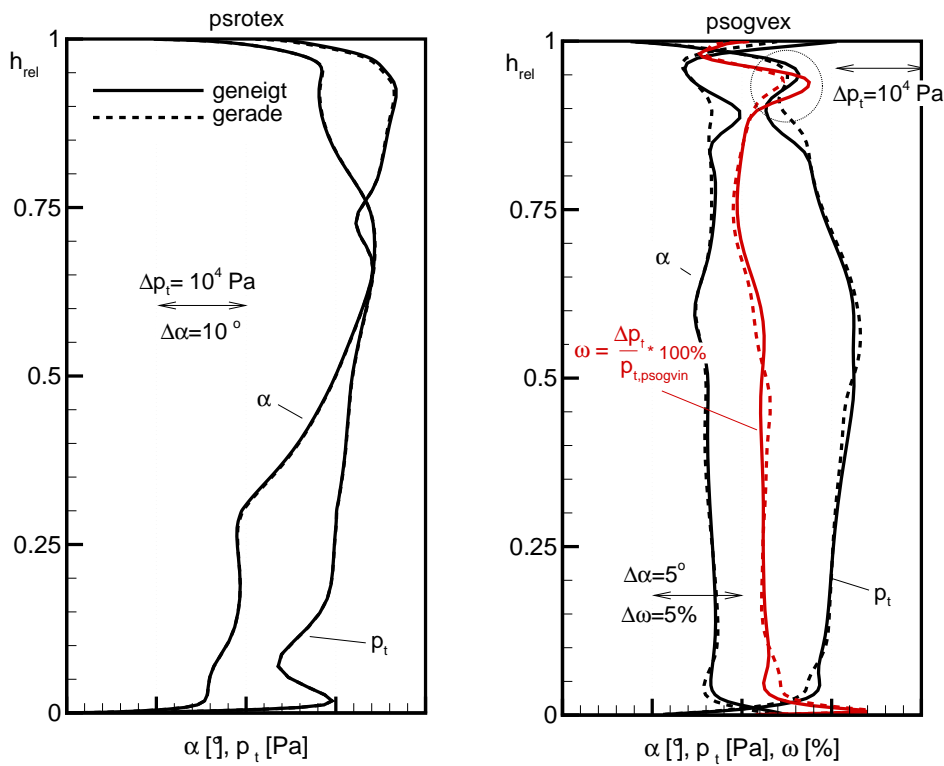 psrotex
1
h_rel
geneigt
gerade
0.75
Δp_t= 10^4 Pa
Δα=10 °
0.5
α
0.25
p_t
0
α [°], p_t [Pa]
psogvex
1
h_rel
Δp_t=10^4 Pa
0.75
α
ω = Δp_t / p_t,psogvin * 100%
0.5
0.25
Δα=5°
Δω=5%
p_t
0
α [°], p_t [Pa], ω [%]